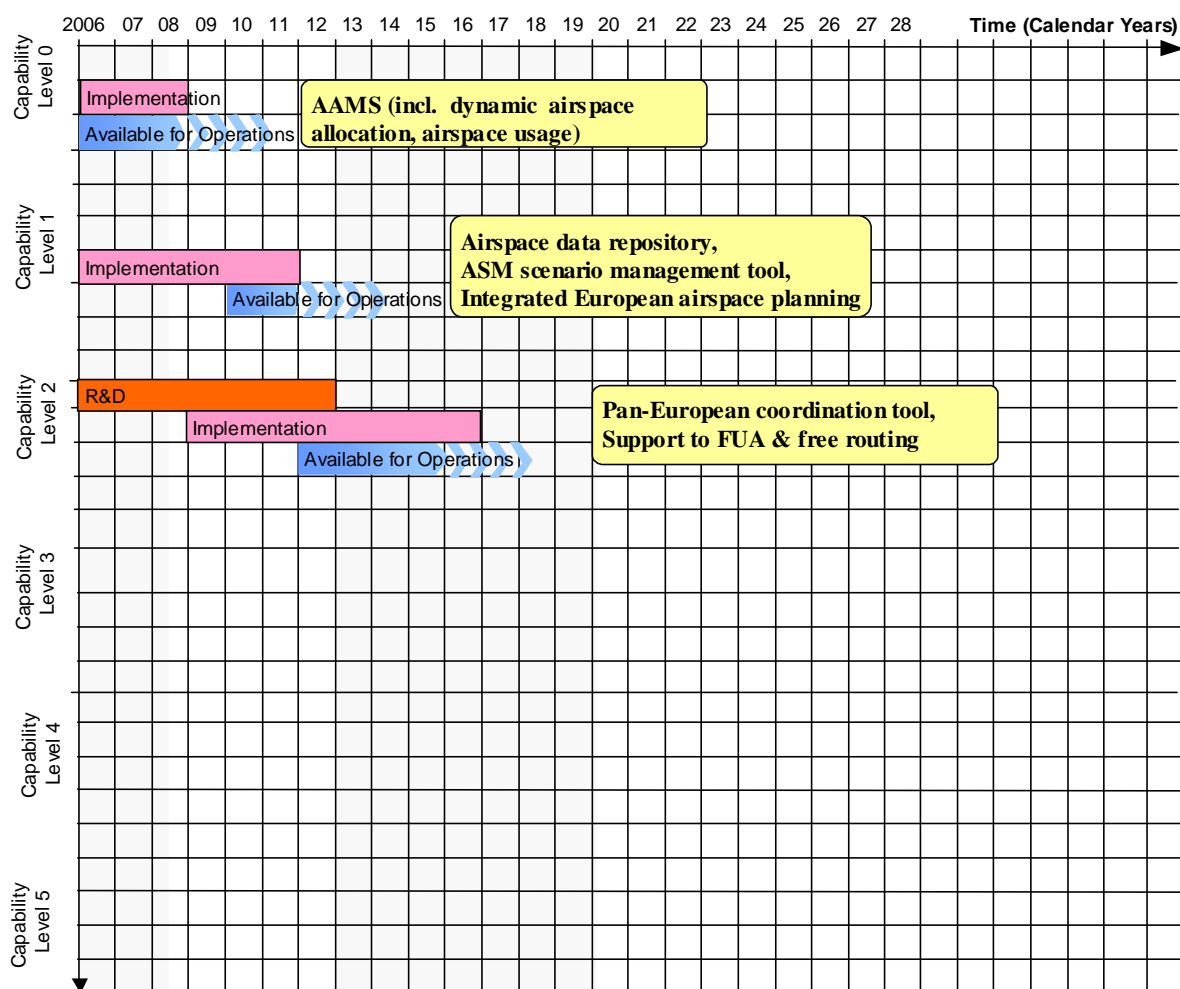 2006 07 08 09 10 11 12 13 14 15 16 17 18 19 20 21 22 23 24 25 26 27 28 Time (Calendar Years)
Capability
Level 0
Implementation
Available for Operations
AAMS (incl. dynamic airspace
allocation, airspace usage)
Capability
Level 1
Implementation
Available for Operations
Airspace data repository,
ASM scenario management tool,
Integrated European airspace planning
Capability
Level 2
R&D
Implementation
Available for Operations
Pan-European coordination tool,
Support to FUA & free routing
Capability
Level 3
Capability
Level 4
Capability
Level 5